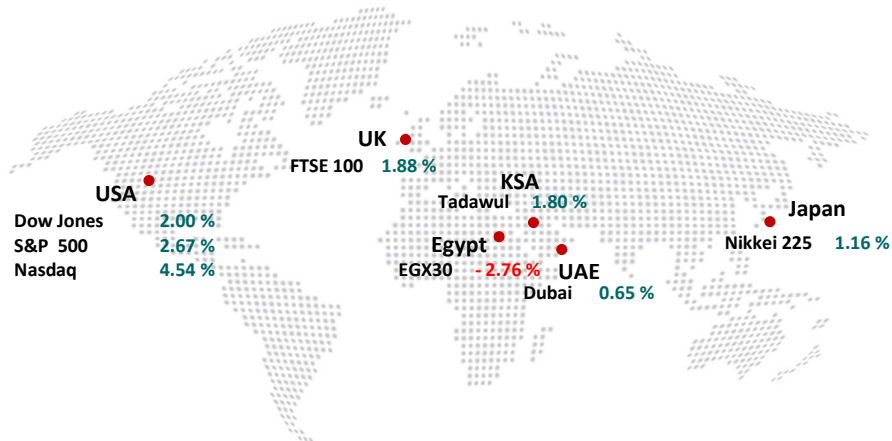 UK
FTSE 100 1.88 %
USA
Dow Jones 2.00 %
S&P 500 2.67 %
Nasdaq 4.54 %
KSA
Tadawul 1.80 %
Egypt
EGX30 - 2.76 %
UAE
Dubai 0.65 %
Japan
Nikkei 225 1.16 %